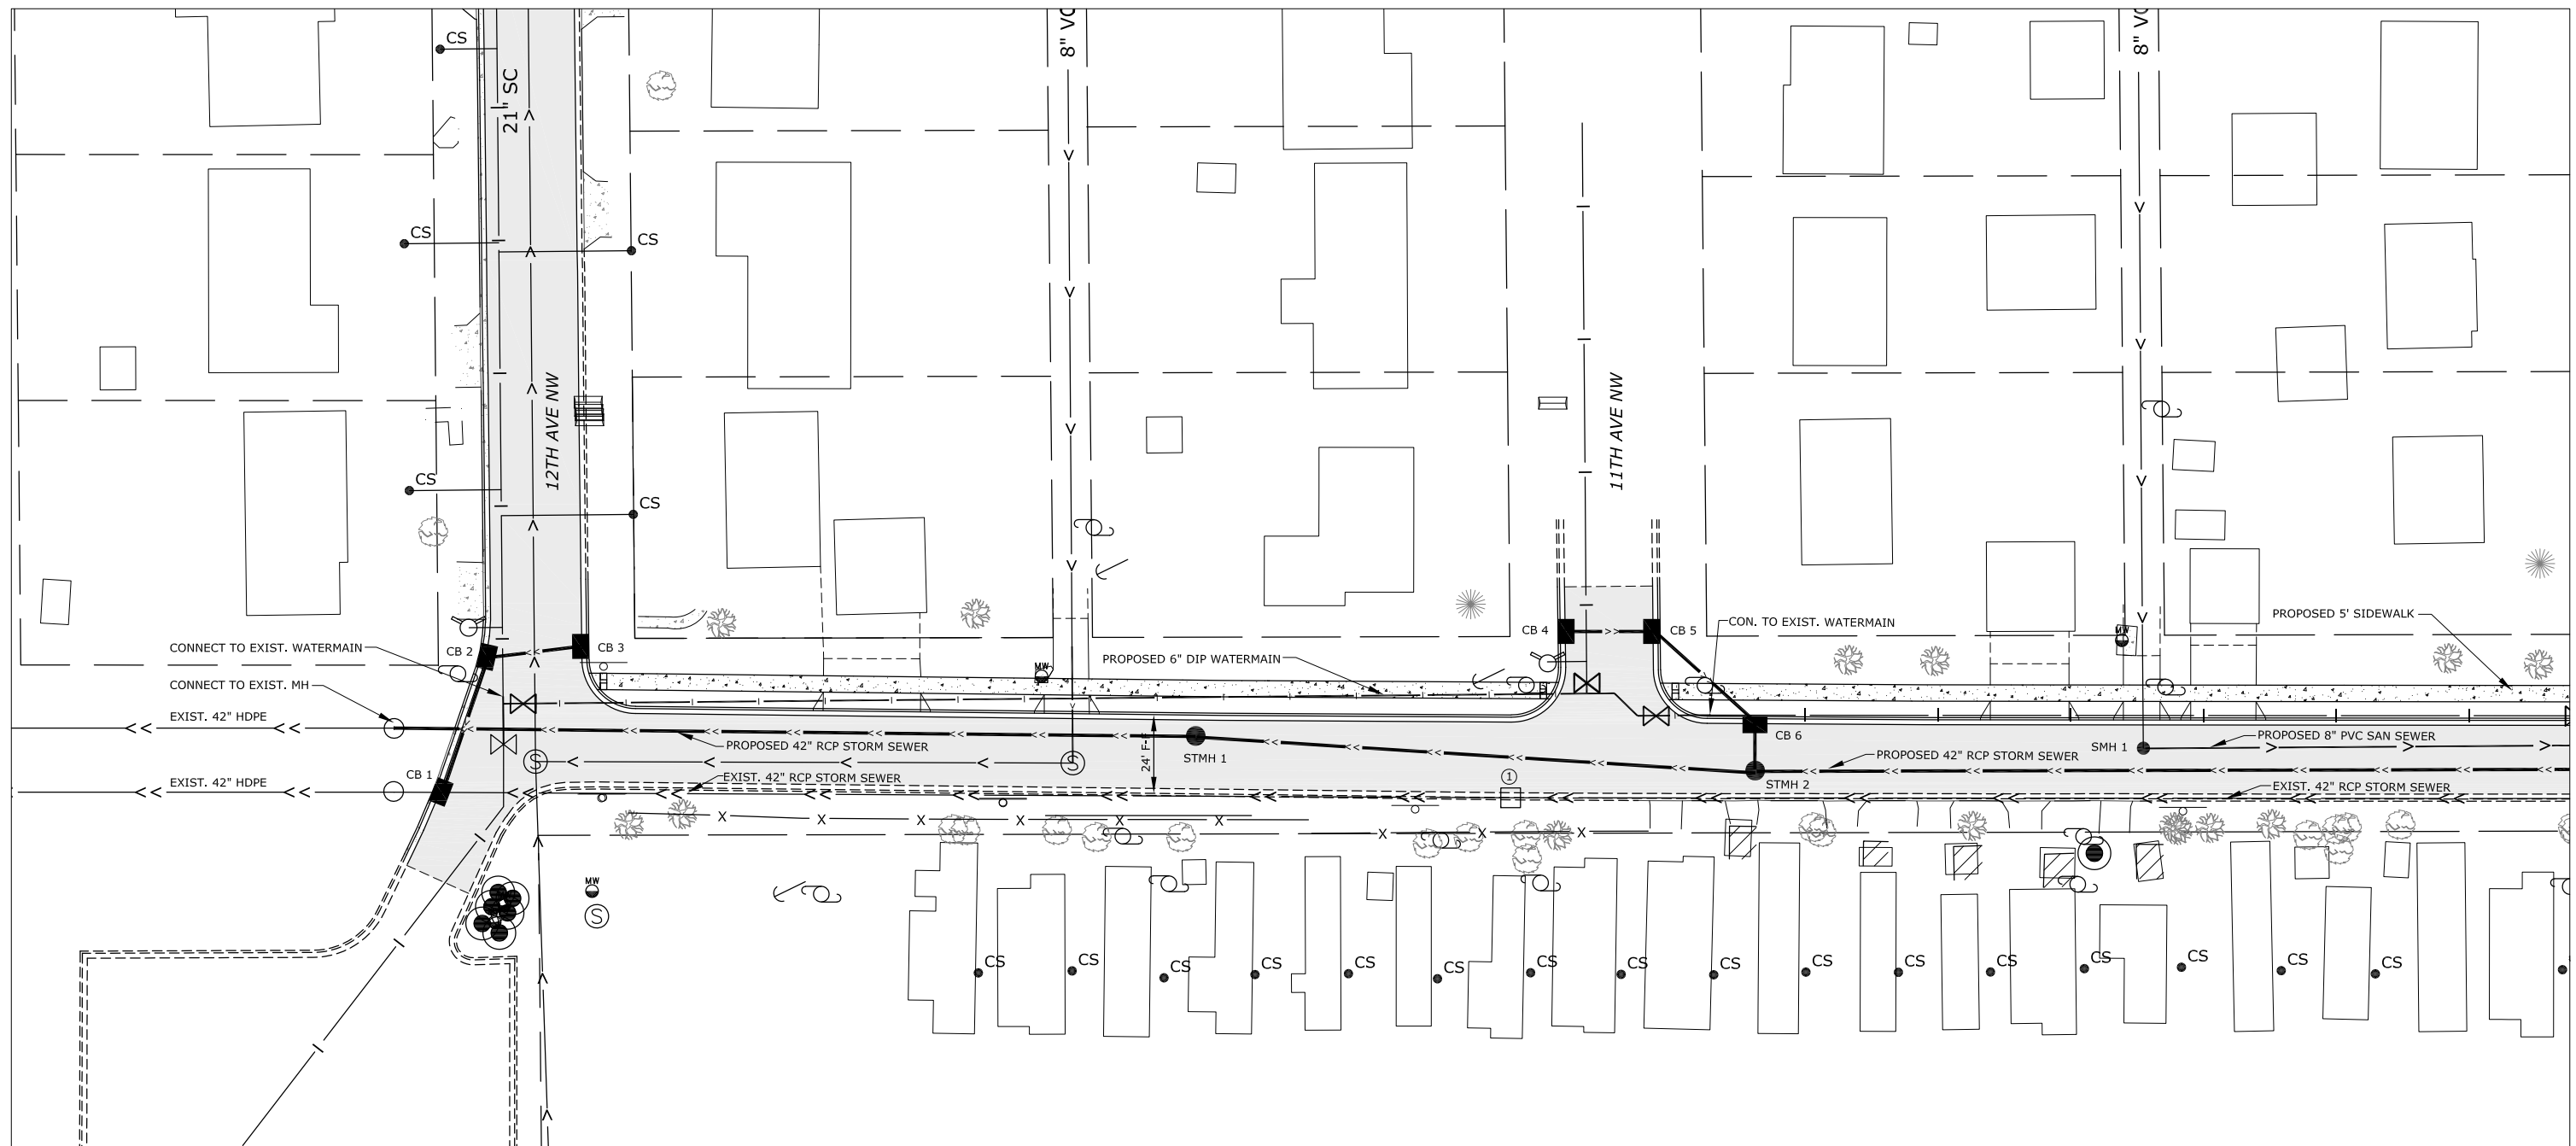 CS
8" VC
8" VC
21" SC
CS
CS
12TH AVE NW
11TH AVE NW
CS
CS
PROPOSED 5' SIDEWALK
CON. TO EXIST. WATERMAIN
CB 4
CB 5
MW
CONNECT TO EXIST. WATERMAIN
CB 2
CB 3
MW
PROPOSED 6" DIP WATERMAIN
CONNECT TO EXIST. MH
EXIST. 42" HDPE
PROPOSED 42" RCP STORM SEWER
24' F-F
STMH 1
CB 6
SMH 1
PROPOSED 8" PVC SAN SEWER
PROPOSED 42" RCP STORM SEWER
S
S
CB 1
EXIST. 42" HDPE
EXIST. 42" RCP STORM SEWER
1
STMH 2
EXIST. 42" RCP STORM SEWER
X X X X X X X X X
MW
S
CS CS CS CS CS CS CS CS CS CS CS CS CS CS CS CS